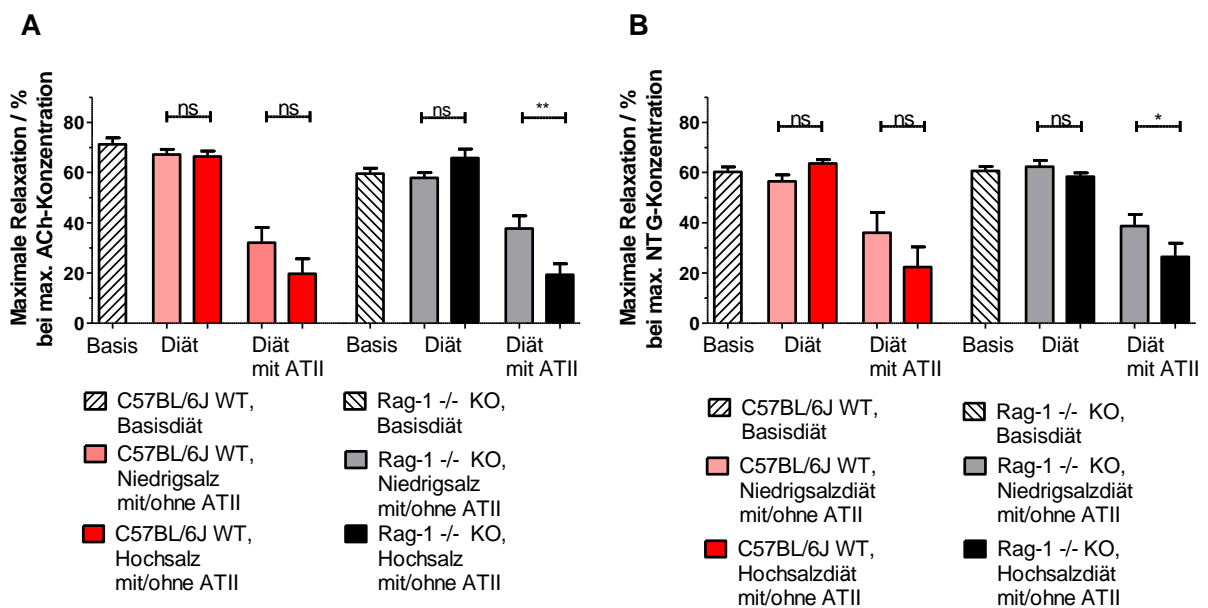 A
Maximale Relaxation / %
bei max. ACh-Konzentration
80
60
40
20
0
ns
ns
ns
**
Basis
Diät
Diät
mit ATII
Basis
Diät
Diät
mit ATII
C57BL/6J WT,
Basisdiät
C57BL/6J WT,
Niedrigsalz
mit/ohne ATII
C57BL/6J WT,
Hochsalz
mit/ohne ATII
Rag-1 -/- KO,
Basisdiät
Rag-1 -/- KO,
Niedrigsalz
mit/ohne ATII
Rag-1 -/- KO,
Hochsalz
mit/ohne ATII
B
Maximale Relaxation / %
bei max. NTG-Konzentration
80
60
40
20
0
ns
ns
ns
*
Basis
Diät
Diät
mit ATII
Basis
Diät
Diät
mit ATII
C57BL/6J WT,
Basisdiät
C57BL/6J WT,
Niedrigsalzdiät
mit/ohne ATII
C57BL/6J WT,
Hochsalzdiät
mit/ohne ATII
Rag-1 -/- KO,
Basisdiät
Rag-1 -/- KO,
Niedrigsalzdiät
mit/ohne ATII
Rag-1 -/- KO,
Hochsalzdiät
mit/ohne ATII